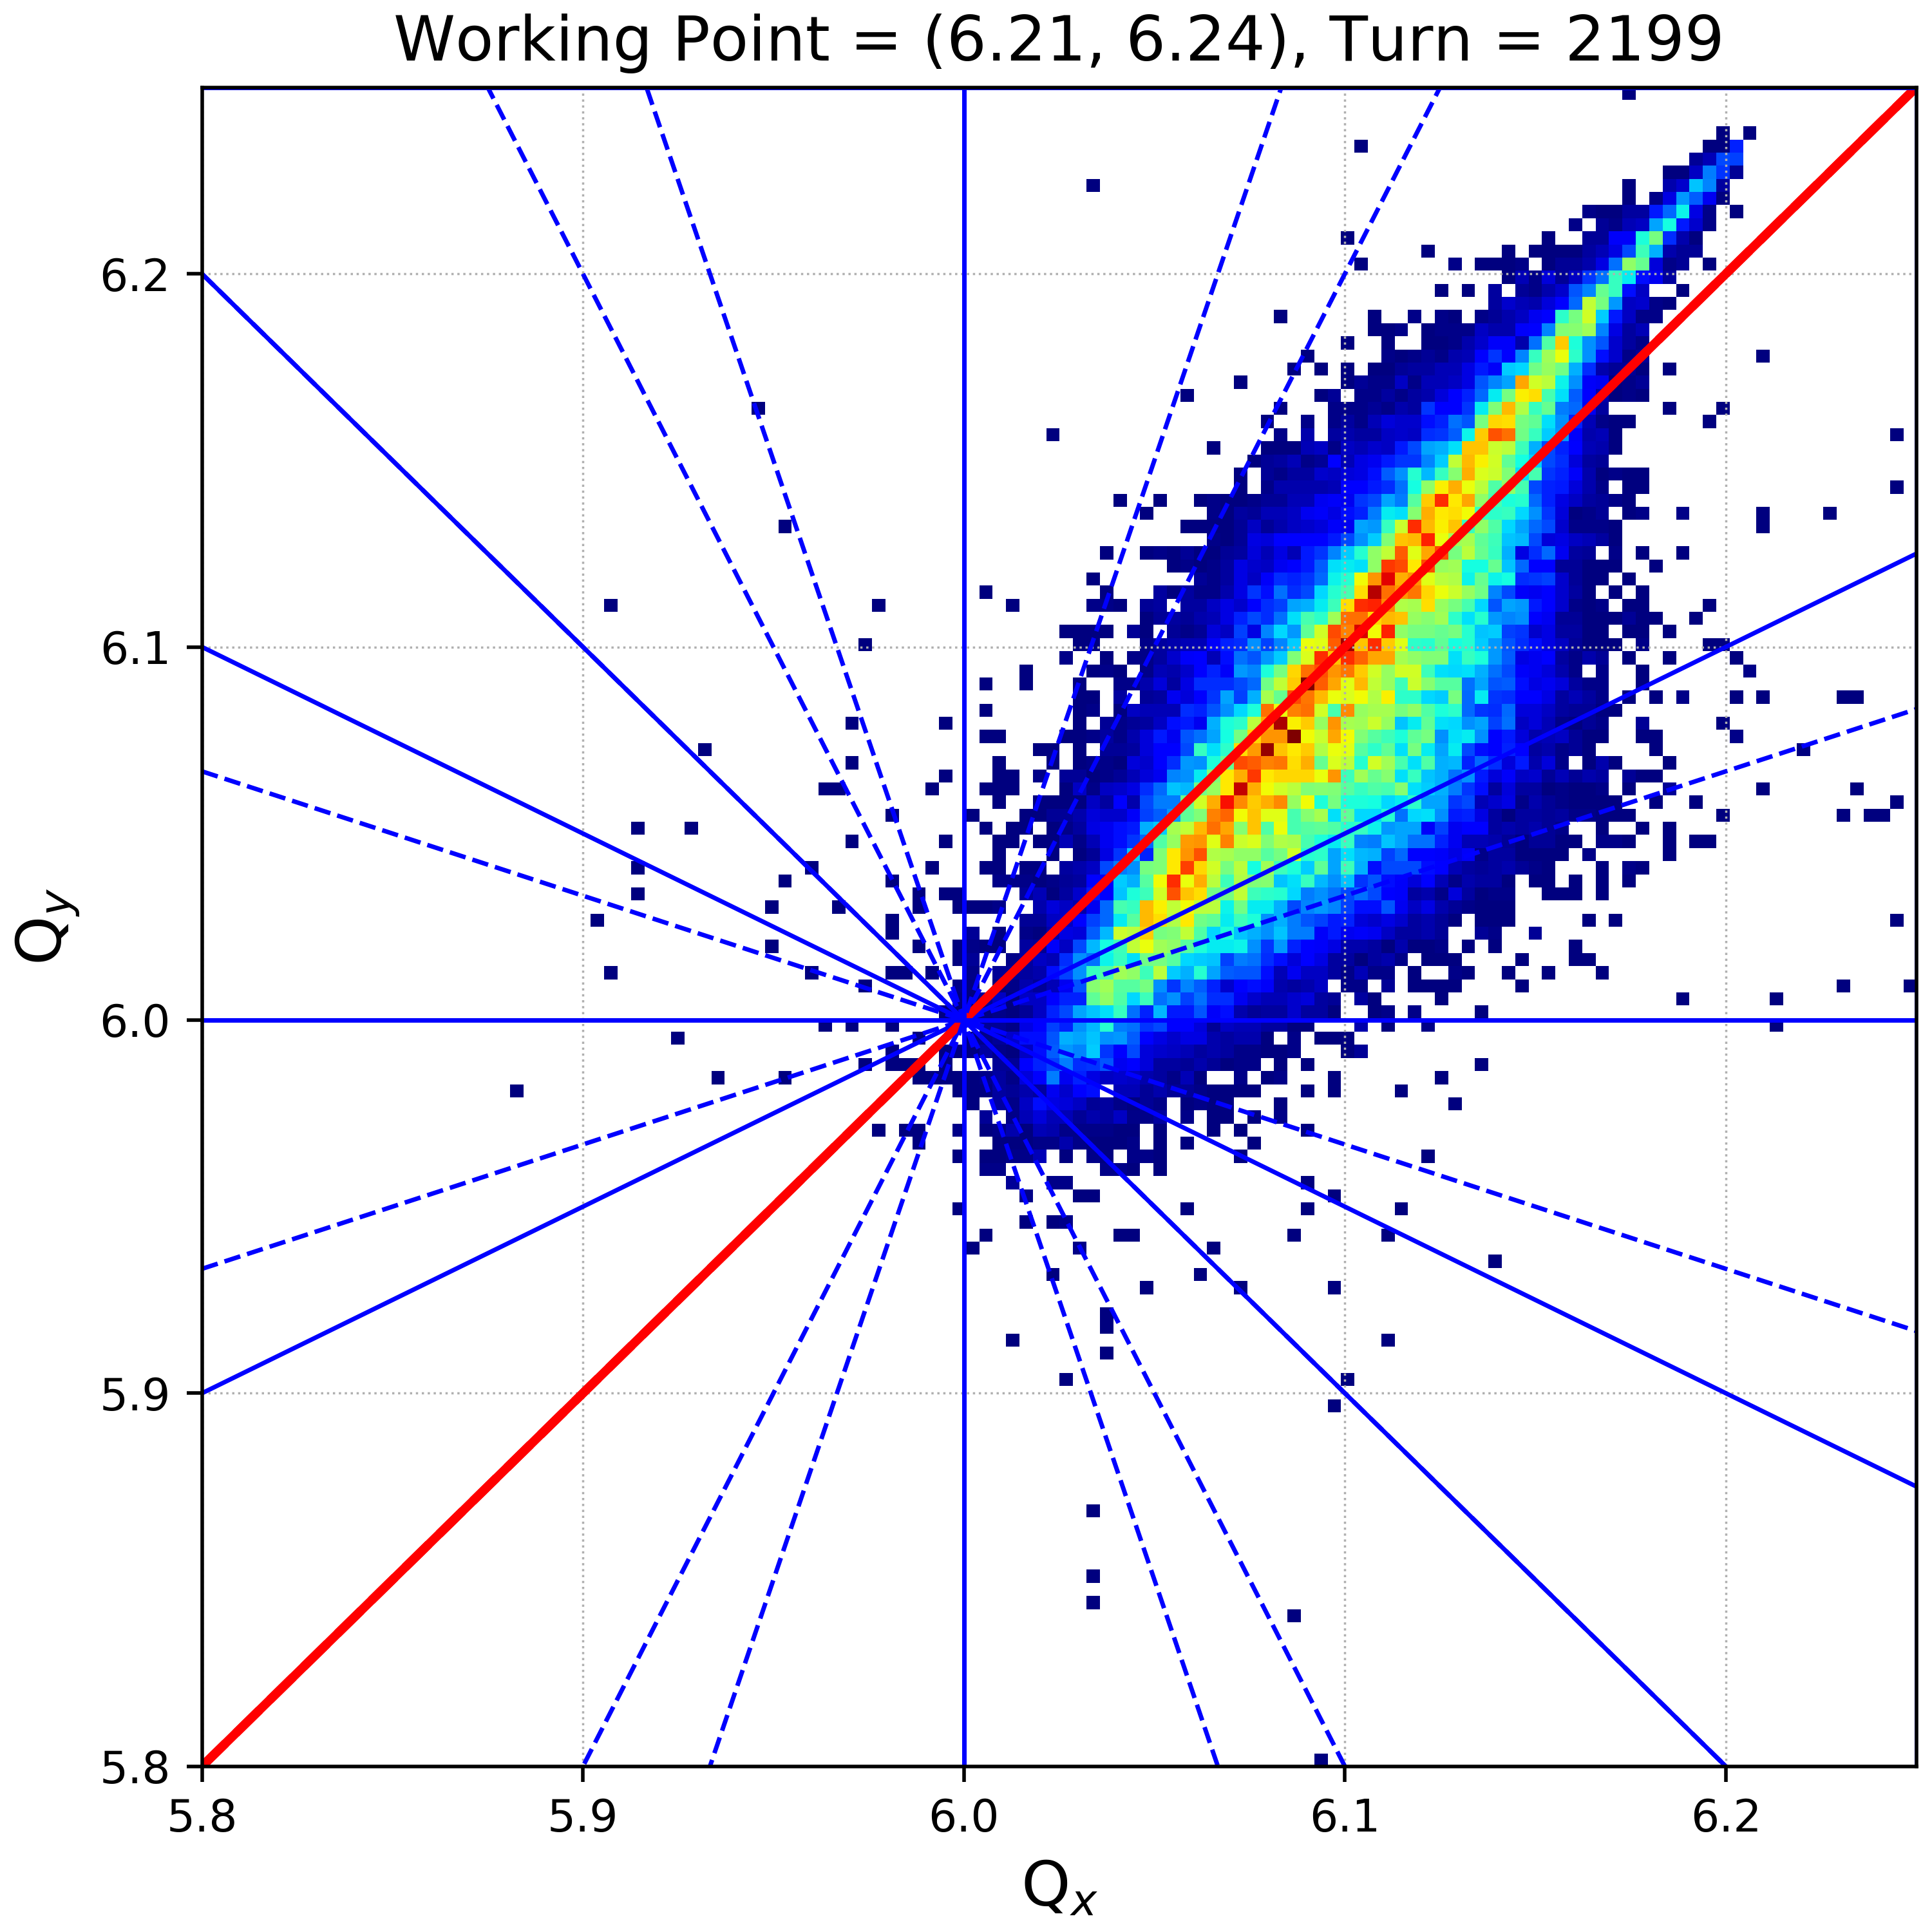 Working Point = (6.21, 6.24), Turn = 2199
6.2
6.1
6.0
5.9
5.8
Qy
5.8 5.9 6.0 6.1 6.2
Qx